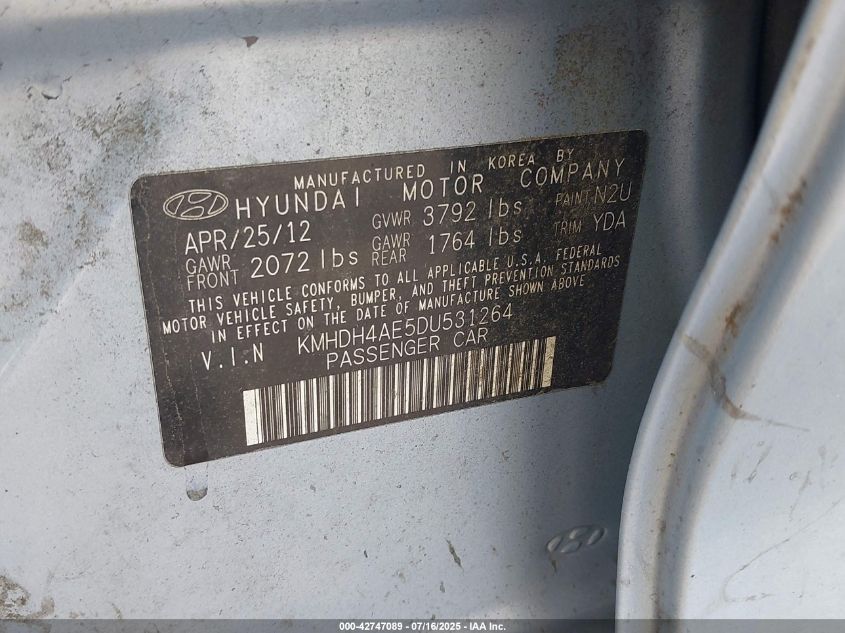 MANUFACTURED IN KOREA BY
HYUNDAI MOTOR COMPANY
APR/25/12 GVWR 3792 lbs PAINT N2U
GAWR FRONT 2072 lbs GAWR REAR 1764 lbs TRIM YDA
THIS VEHICLE CONFORMS TO ALL APPLICABLE U.S.A. FEDERAL
MOTOR VEHICLE SAFETY, BUMPER, AND THEFT PREVENTION STANDARDS
IN EFFECT ON THE DATE OF MANUFACTURE SHOWN ABOVE
V.I.N KMHDH4AE5DU531264
PASSENGER CAR
000-42747089 - 07/16/2025 - IAA Inc.